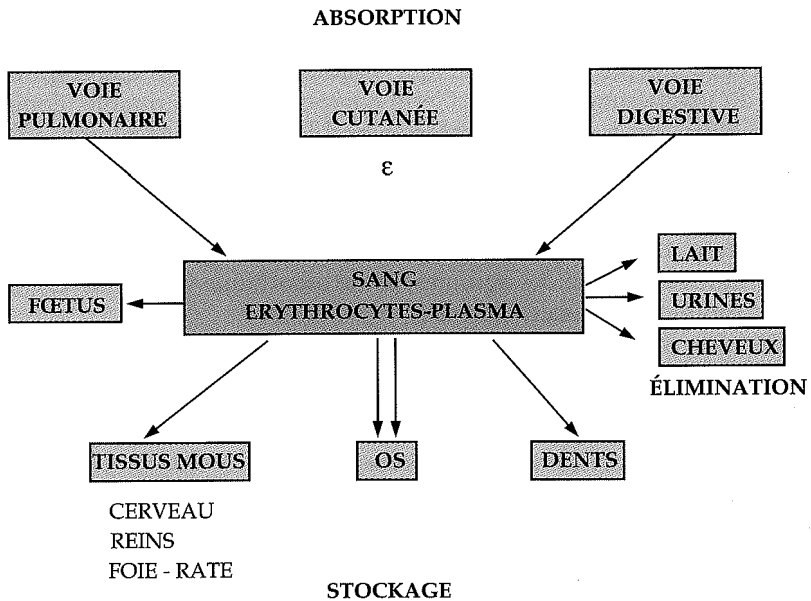 ABSORPTION
VOIE
PULMONAIRE
VOIE
CUTANÉE
VOIE
DIGESTIVE
ε
SANG
ERYTHROCYTES-PLASMA
FŒTUS
LAIT
URINES
CHEVEUX
ÉLIMINATION
TISSUS MOUS
OS
DENTS
CERVEAU
REINS
FOIE - RATE
STOCKAGE